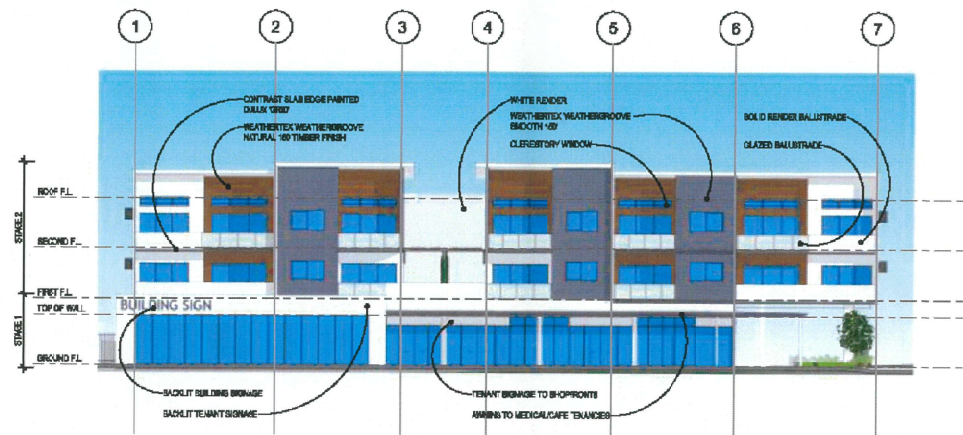 1 2 3 4 5 6 7
CONTRAST SLAB EDGE PAINTED
DULUX 'GRID'
WEATHERTEX WEATHERGROOVE
NATURAL 150 TIMBER FINISH
WHITE RENDER
WEATHERTEX WEATHERGROOVE
SMOOTH 150
CLERESTORY WINDOW
SOLID RENDER BALUSTRADE
GLAZED BALUSTRADE
STAGE 2
ROOF F.L.
SECOND F.L.
FIRST F.L.
TOP OF WALL
STAGE 1
GROUND F.L.
BUILDING SIGN
BACKLIT BUILDING SIGNAGE
BACKLIT TENANT SIGNAGE
TENANT SIGNAGE TO SHOPFRONTS
AWNING TO MEDICAL/CAFE TENANCIES